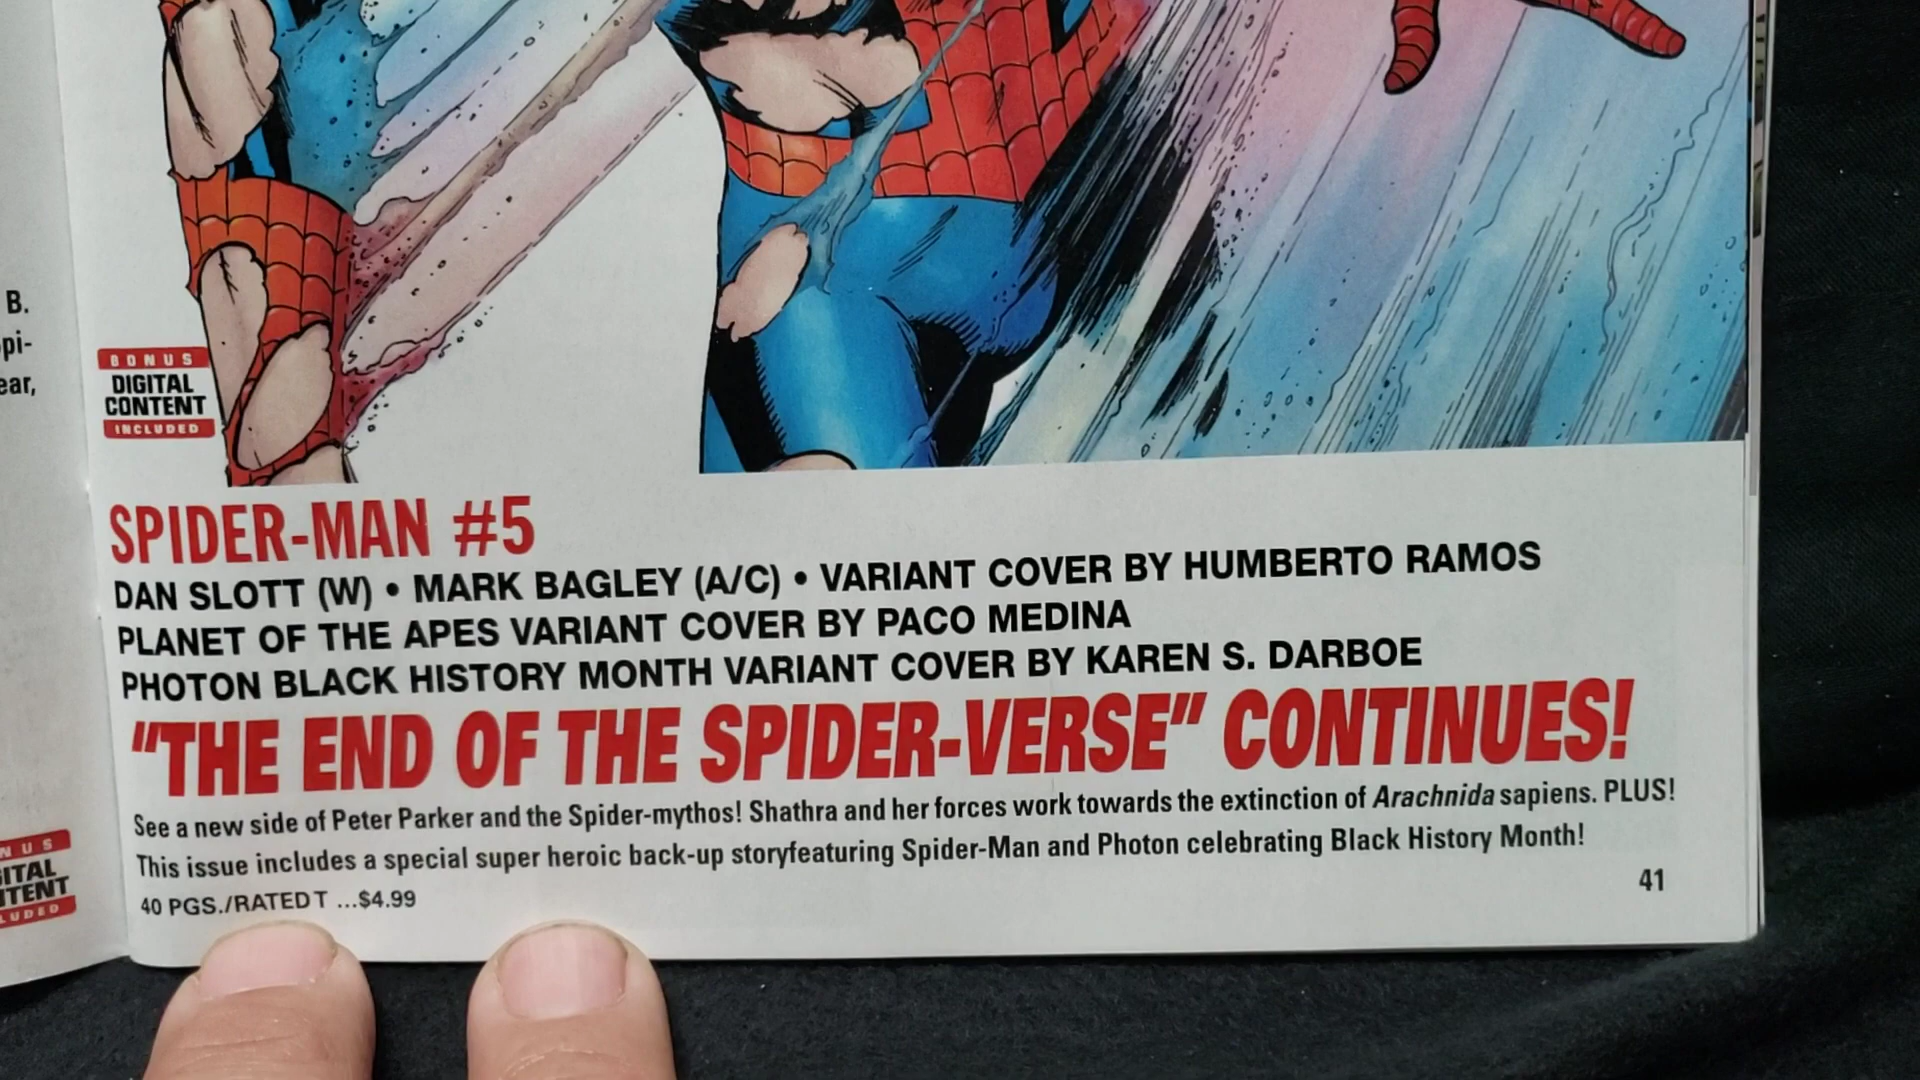 B.
pi-
ear,
BONUS
DIGITAL
CONTENT
INCLUDED
SPIDER-MAN #5
DAN SLOTT (W) • MARK BAGLEY (A/C) • VARIANT COVER BY HUMBERTO RAMOS
PLANET OF THE APES VARIANT COVER BY PACO MEDINA
PHOTON BLACK HISTORY MONTH VARIANT COVER BY KAREN S. DARBOE
"THE END OF THE SPIDER-VERSE" CONTINUES!
See a new side of Peter Parker and the Spider-mythos! Shathra and her forces work towards the extinction of Arachnida sapiens. PLUS!
This issue includes a special super heroic back-up storyfeaturing Spider-Man and Photon celebrating Black History Month!
40 PGS./RATED T ...$4.99
41
NUS
ITAL
TENT
LUDED